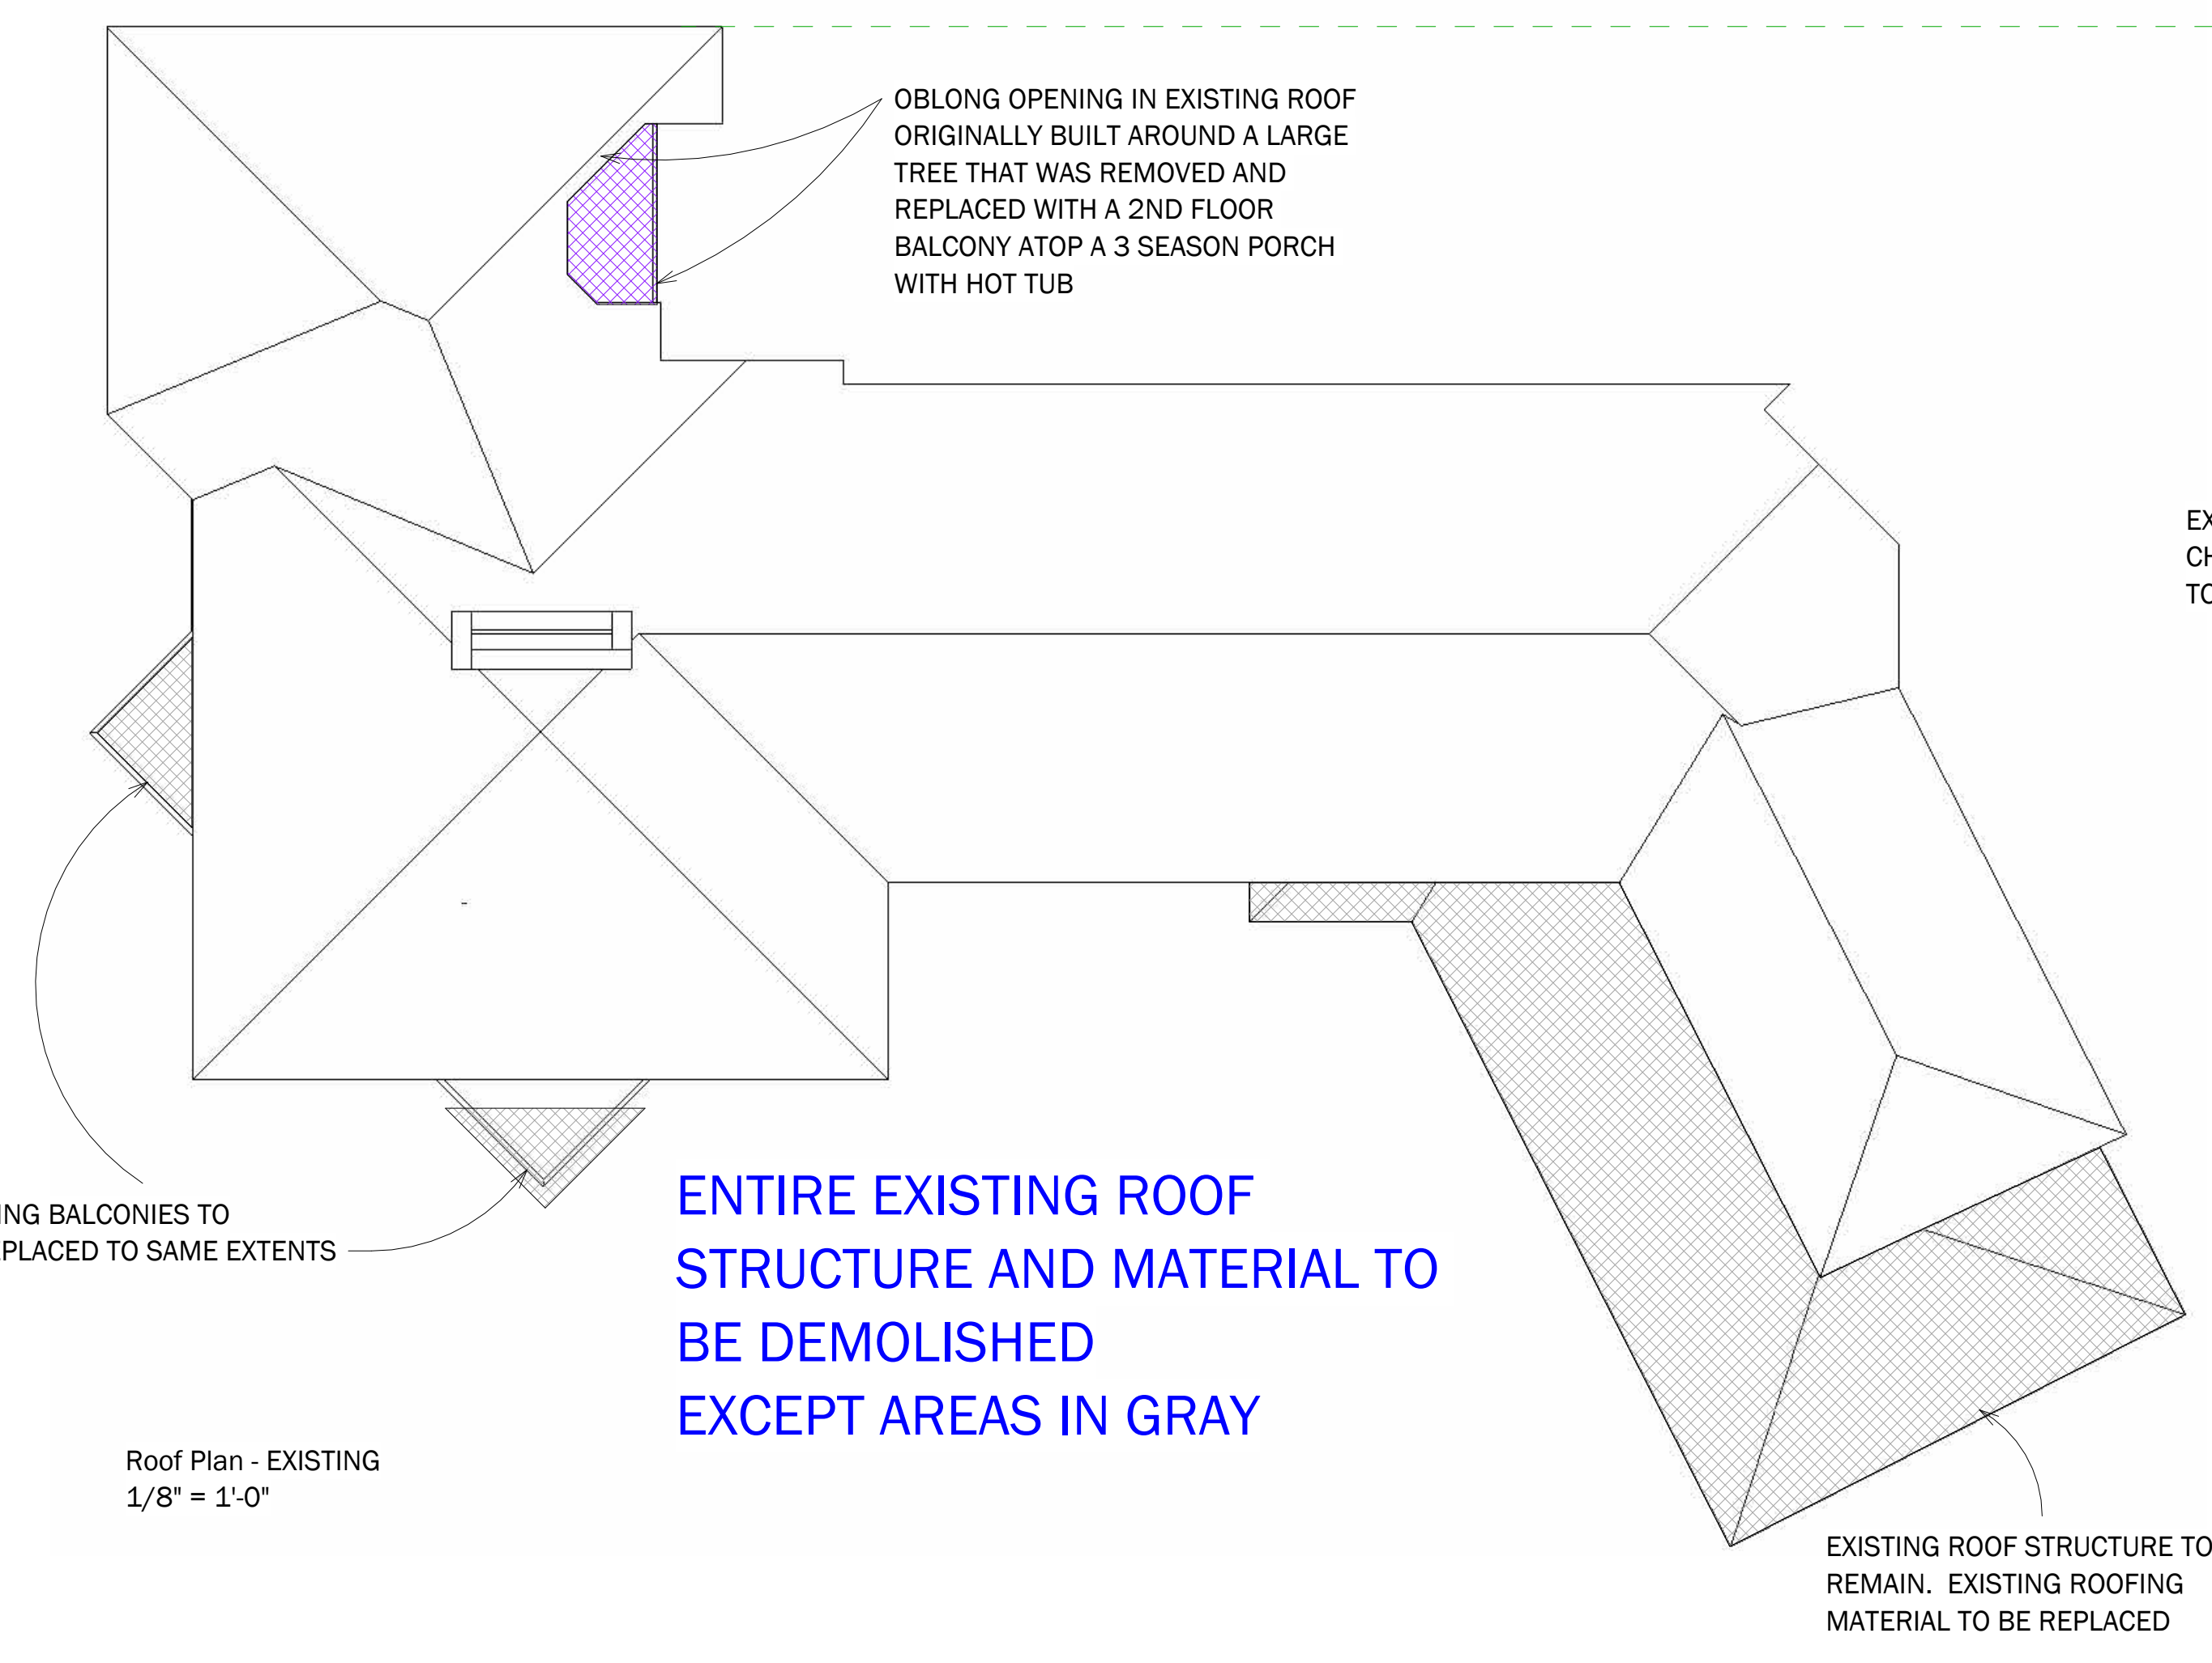 OBLONG OPENING IN EXISTING ROOF
ORIGINALLY BUILT AROUND A LARGE
TREE THAT WAS REMOVED AND
REPLACED WITH A 2ND FLOOR
BALCONY ATOP A 3 SEASON PORCH
WITH HOT TUB
EX
CH
TO
ING BALCONIES TO
PLACED TO SAME EXTENTS
ENTIRE EXISTING ROOF
STRUCTURE AND MATERIAL TO
BE DEMOLISHED
EXCEPT AREAS IN GRAY
Roof Plan - EXISTING
1/8" = 1'-0"
EXISTING ROOF STRUCTURE TO
REMAIN. EXISTING ROOFING
MATERIAL TO BE REPLACED